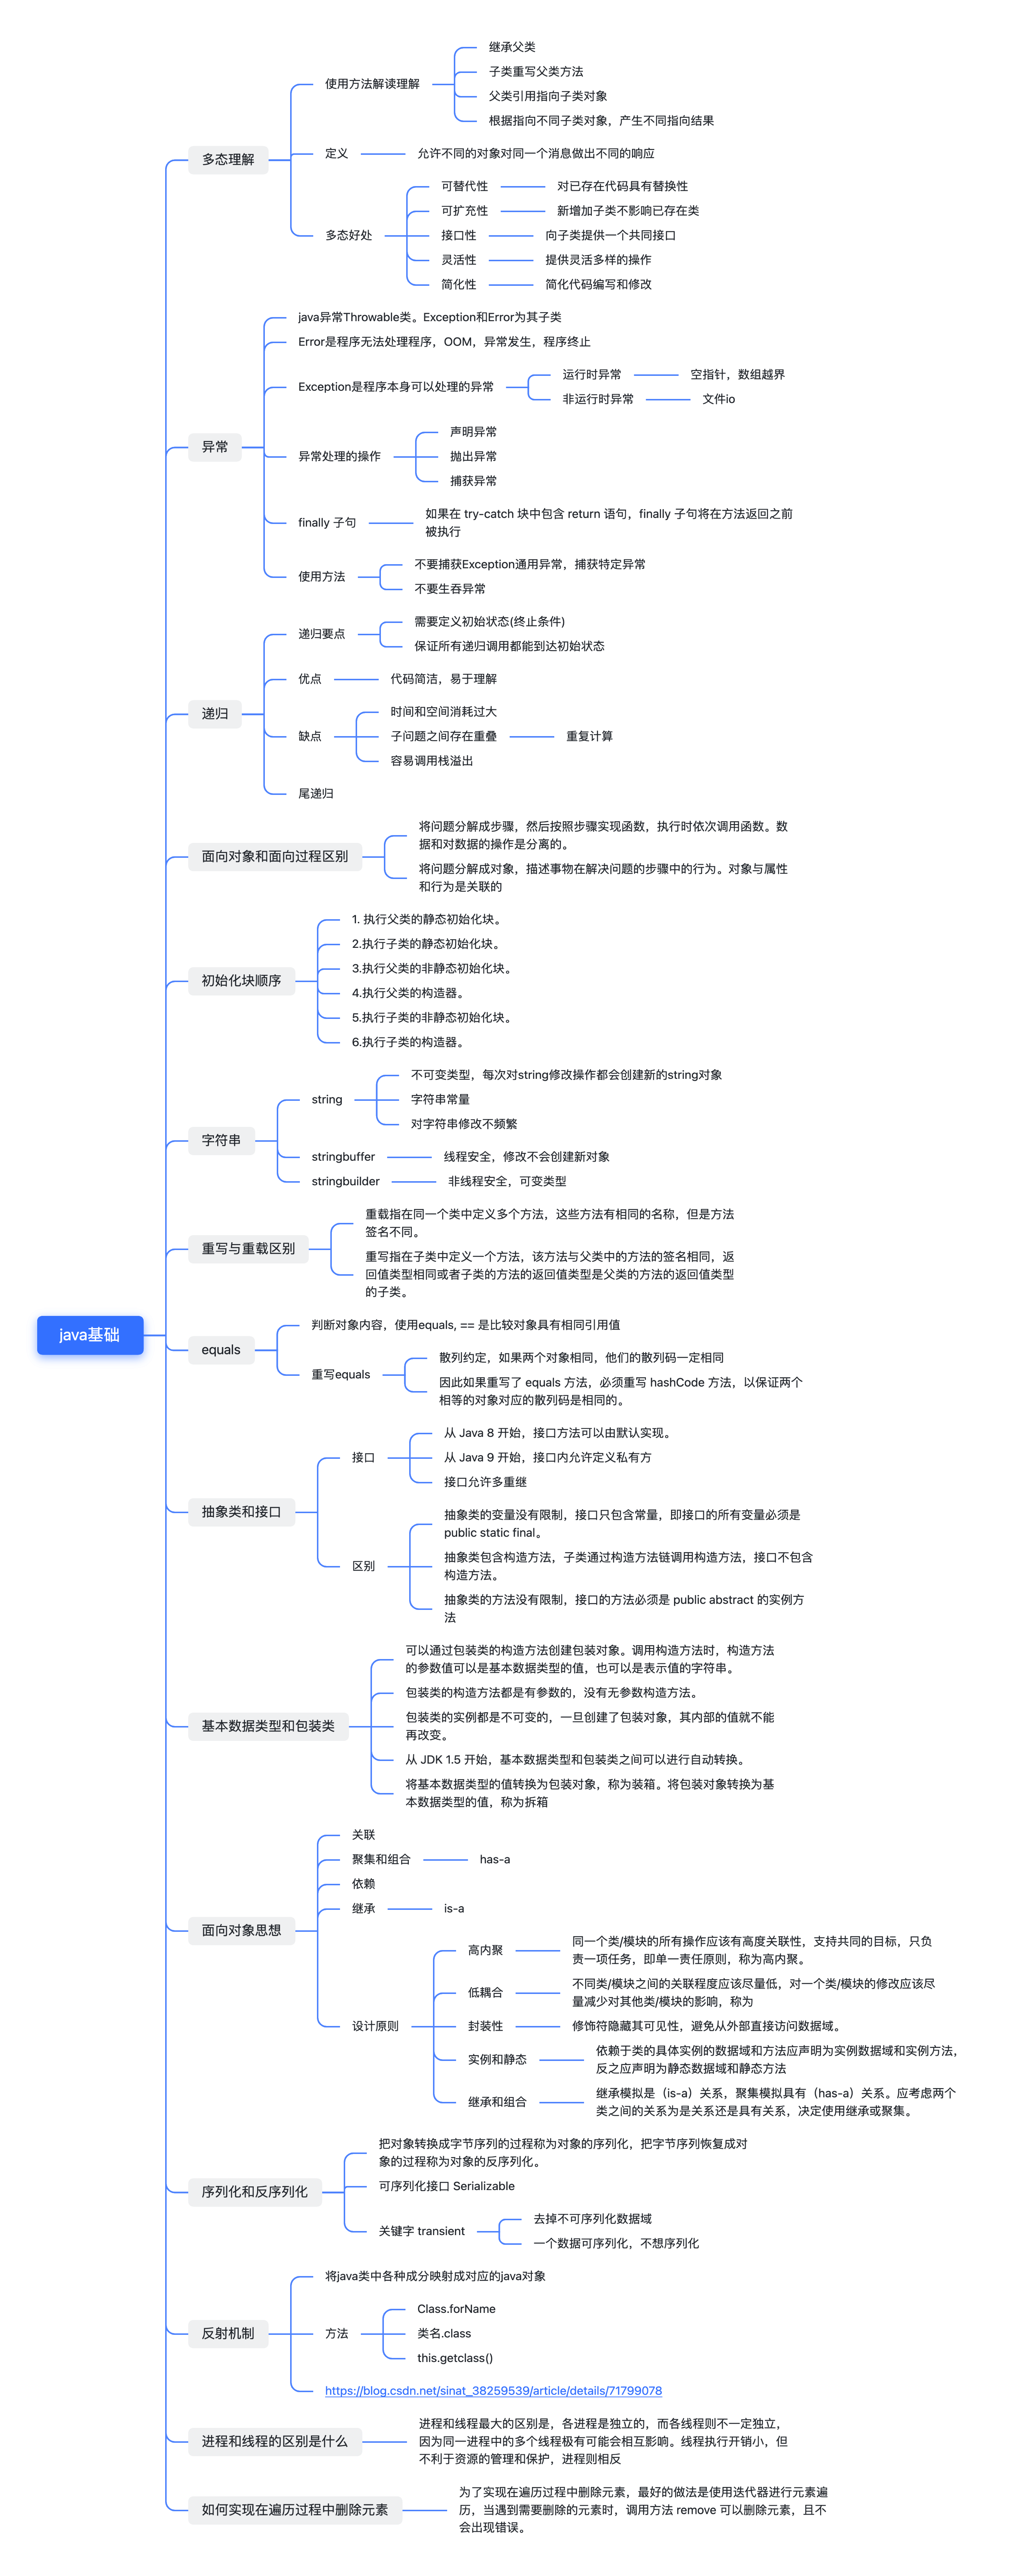 java基础
多态理解
使用方法解读理解
继承父类
子类重写父类方法
父类引用指向子类对象
根据指向不同子类对象，产生不同指向结果
定义
允许不同的对象对同一个消息做出不同的响应
多态好处
可替代性
对已存在代码具有替换性
可扩充性
新增加子类不影响已存在类
接口性
向子类提供一个共同接口
灵活性
提供灵活多样的操作
简化性
简化代码编写和修改
异常
java异常Throwable类。Exception和Error为其子类
Error是程序无法处理程序，OOM，异常发生，程序终止
Exception是程序本身可以处理的异常
运行时异常
空指针，数组越界
非运行时异常
文件io
异常处理的操作
声明异常
抛出异常
捕获异常
finally 子句
如果在 try-catch 块中包含 return 语句，finally 子句将在方法返回之前
被执行
使用方法
不要捕获Exception通用异常，捕获特定异常
不要生吞异常
递归
递归要点
需要定义初始状态(终止条件)
保证所有递归调用都能到达初始状态
优点
代码简洁，易于理解
缺点
时间和空间消耗过大
子问题之间存在重叠
重复计算
容易调用栈溢出
尾递归
面向对象和面向过程区别
将问题分解成步骤，然后按照步骤实现函数，执行时依次调用函数。数
据和对数据的操作是分离的。
将问题分解成对象，描述事物在解决问题的步骤中的行为。对象与属性
和行为是关联的
初始化块顺序
1. 执行父类的静态初始化块。
2.执行子类的静态初始化块。
3.执行父类的非静态初始化块。
4.执行父类的构造器。
5.执行子类的非静态初始化块。
6.执行子类的构造器。
字符串
string
不可变类型，每次对string修改操作都会创建新的string对象
字符串常量
对字符串修改不频繁
stringbuffer
线程安全，修改不会创建新对象
stringbuilder
非线程安全，可变类型
重写与重载区别
重载指在同一个类中定义多个方法，这些方法有相同的名称，但是方法
签名不同。
重写指在子类中定义一个方法，该方法与父类中的方法的签名相同，返
回值类型相同或者子类的方法的返回值类型是父类的方法的返回值类型
的子类。
equals
判断对象内容，使用equals, == 是比较对象具有相同引用值
重写equals
散列约定，如果两个对象相同，他们的散列码一定相同
因此如果重写了 equals 方法，必须重写 hashCode 方法，以保证两个
相等的对象对应的散列码是相同的。
抽象类和接口
接口
从 Java 8 开始，接口方法可以由默认实现。
从 Java 9 开始，接口内允许定义私有方
接口允许多重继
区别
抽象类的变量没有限制，接口只包含常量，即接口的所有变量必须是
public static final。
抽象类包含构造方法，子类通过构造方法链调用构造方法，接口不包含
构造方法。
抽象类的方法没有限制，接口的方法必须是 public abstract 的实例方
法
基本数据类型和包装类
可以通过包装类的构造方法创建包装对象。调用构造方法时，构造方法
的参数值可以是基本数据类型的值，也可以是表示值的字符串。
包装类的构造方法都是有参数的，没有无参数构造方法。
包装类的实例都是不可变的，一旦创建了包装对象，其内部的值就不能
再改变。
从 JDK 1.5 开始，基本数据类型和包装类之间可以进行自动转换。
将基本数据类型的值转换为包装对象，称为装箱。将包装对象转换为基
本数据类型的值，称为拆箱
面向对象思想
关联
聚集和组合
has-a
依赖
继承
is-a
设计原则
高内聚
同一个类/模块的所有操作应该有高度关联性，支持共同的目标，只负
责一项任务，即单一责任原则，称为高内聚。
低耦合
不同类/模块之间的关联程度应该尽量低，对一个类/模块的修改应该尽
量减少对其他类/模块的影响，称为
封装性
修饰符隐藏其可见性，避免从外部直接访问数据域。
实例和静态
依赖于类的具体实例的数据域和方法应声明为实例数据域和实例方法，
反之应声明为静态数据域和静态方法
继承和组合
继承模拟是（is-a）关系，聚集模拟具有（has-a）关系。应考虑两个
类之间的关系为是关系还是具有关系，决定使用继承或聚集。
序列化和反序列化
把对象转换成字节序列的过程称为对象的序列化，把字节序列恢复成对
象的过程称为对象的反序列化。
可序列化接口 Serializable
关键字 transient
去掉不可序列化数据域
一个数据可序列化，不想序列化
反射机制
将java类中各种成分映射成对应的java对象
方法
Class.forName
类名.class
this.getclass()
https://blog.csdn.net/sinat_38259539/article/details/71799078
进程和线程的区别是什么
进程和线程最大的区别是，各进程是独立的，而各线程则不一定独立，
因为同一进程中的多个线程极有可能会相互影响。线程执行开销小，但
不利于资源的管理和保护，进程则相反
如何实现在遍历过程中删除元素
为了实现在遍历过程中删除元素，最好的做法是使用迭代器进行元素遍
历，当遇到需要删除的元素时，调用方法 remove 可以删除元素，且不
会出现错误。